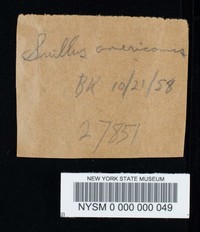 Suillus americanus
BK 10/21/58
27851
NEW YORK STATE MUSEUM
NYSM 0 000 000 049